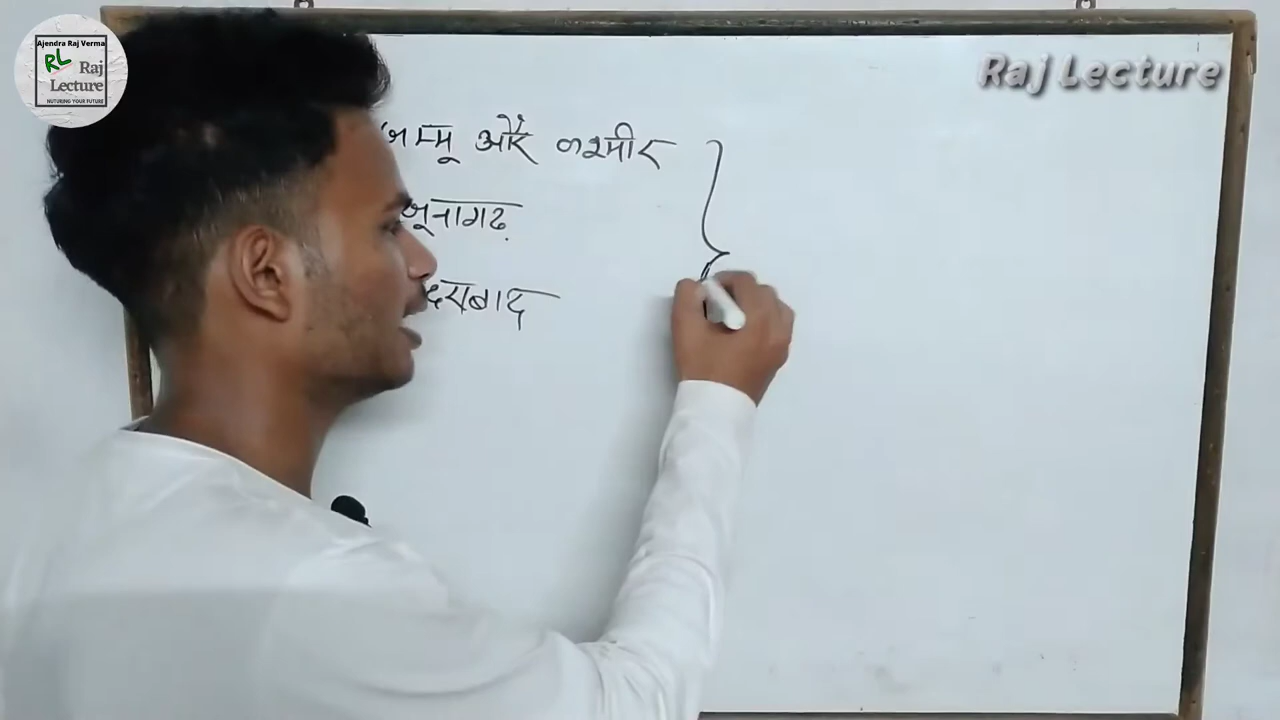 Ajendra Raj Verma
RL Raj
Lecture
NUTURING YOUR FUTURE
Raj Lecture
जम्मू और कश्मीर
जूनागढ़
दराबाद